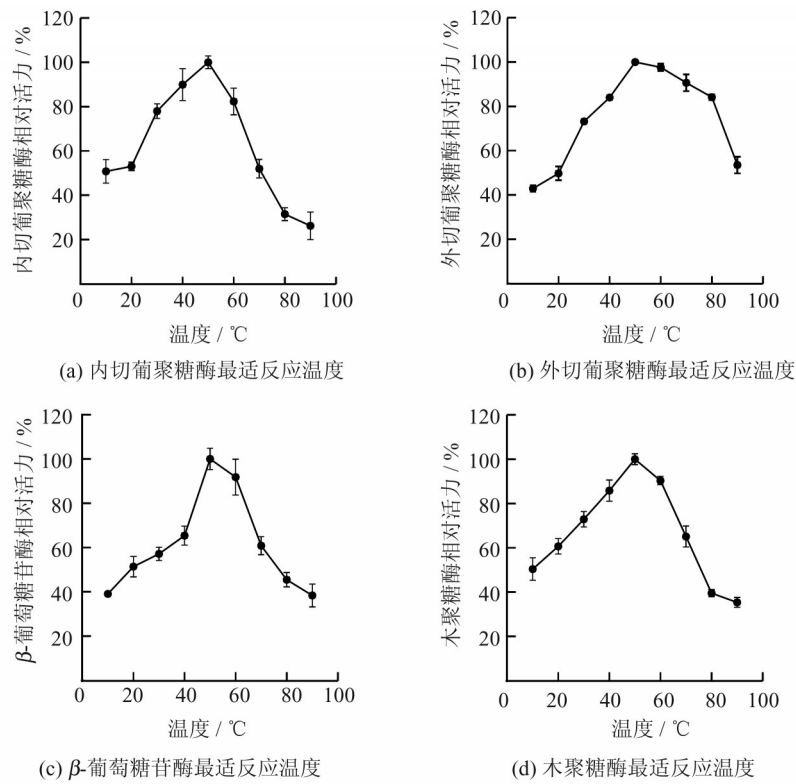 120
100
80
60
40
20
内切葡聚糖酶相对活力 / %
0 20 40 60 80 100
温度 / ℃
(a) 内切葡聚糖酶最适反应温度
120
100
80
60
40
20
外切葡聚糖酶相对活力 / %
0 20 40 60 80 100
温度 / ℃
(b) 外切葡聚糖酶最适反应温度
120
100
80
60
40
20
β-葡萄糖苷酶相对活力 / %
0 20 40 60 80 100
温度 / ℃
(c) β-葡萄糖苷酶最适反应温度
120
100
80
60
40
20
木聚糖酶相对活力 / %
0 20 40 60 80 100
温度 / ℃
(d) 木聚糖酶最适反应温度